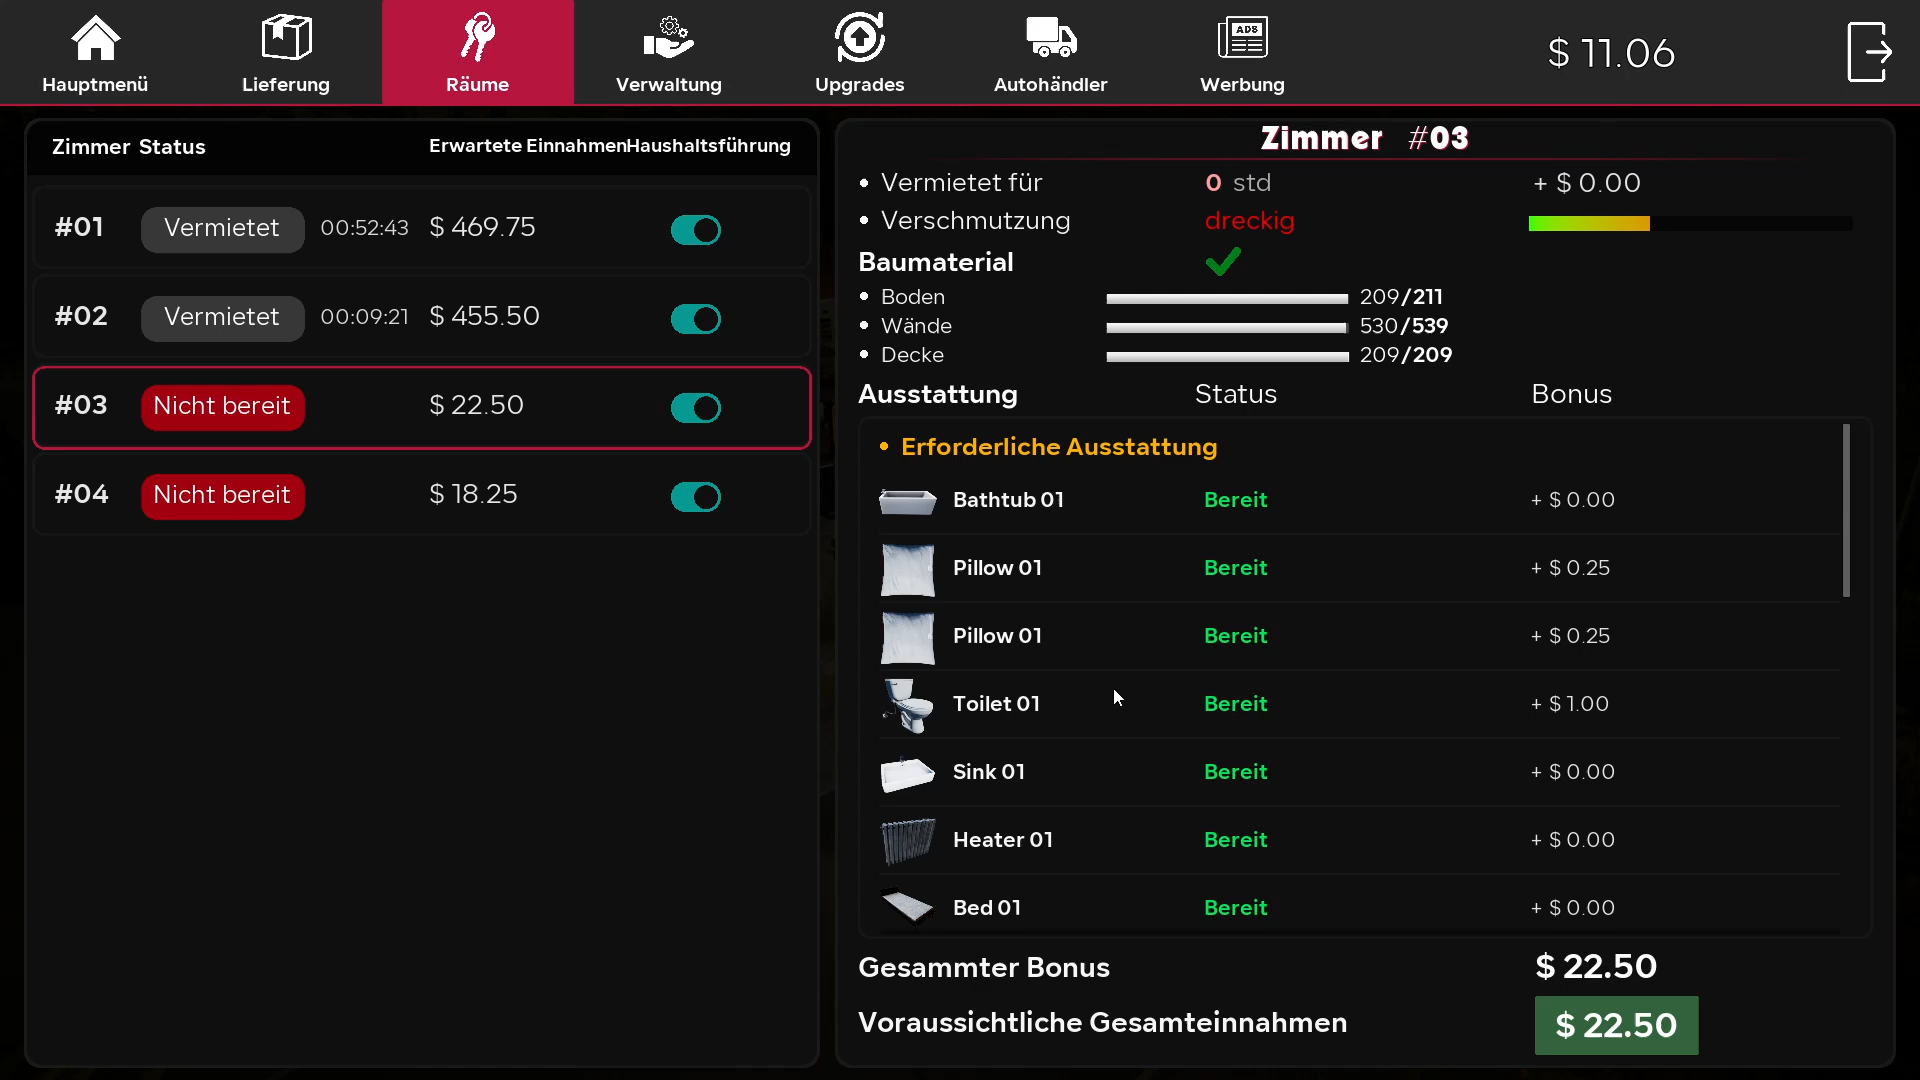 Hauptmenü
Lieferung
Räume
Verwaltung
Upgrades
Autohändler
ADS
Werbung
$ 11.06
Zimmer Status Erwartete Einnahmen Haushaltsführung
#01 Vermietet 00:52:43 $ 469.75
#02 Vermietet 00:09:21 $ 455.50
#03 Nicht bereit $ 22.50
#04 Nicht bereit $ 18.25
Zimmer #03
• Vermietet für 0 std + $ 0.00
• Verschmutzung dreckig
Baumaterial
• Boden 209/211
• Wände 530/539
• Decke 209/209
Ausstattung Status Bonus
• Erforderliche Ausstattung
Bathtub 01 Bereit + $ 0.00
Pillow 01 Bereit + $ 0.25
Pillow 01 Bereit + $ 0.25
Toilet 01 Bereit + $ 1.00
Sink 01 Bereit + $ 0.00
Heater 01 Bereit + $ 0.00
Bed 01 Bereit + $ 0.00
Gesammter Bonus $ 22.50
Voraussichtliche Gesamteinnahmen $ 22.50